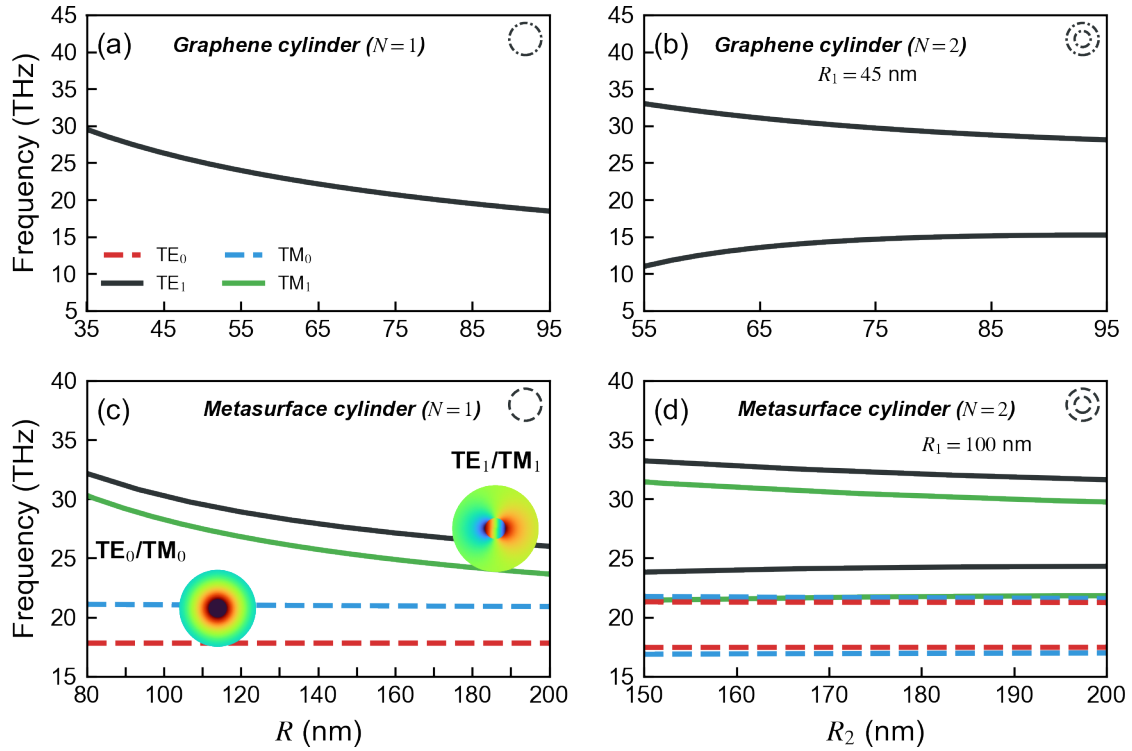 (a) Graphene cylinder (N = 1)
Frequency (THz)
45
40
35
30
25
20
15
10
5
TE0 TM0
TE1 TM1
35 45 55 65 75 85 95
(b) Graphene cylinder (N = 2)
R1 = 45 nm
45
40
35
30
25
20
15
10
5
55 65 75 85 95
(c) Metasurface cylinder (N = 1)
Frequency (THz)
40
35
30
25
20
15
TE1/TM1
TE0/TM0
80 100 120 140 160 180 200
R (nm)
(d) Metasurface cylinder (N = 2)
R1 = 100 nm
40
35
30
25
20
15
150 160 170 180 190 200
R2 (nm)